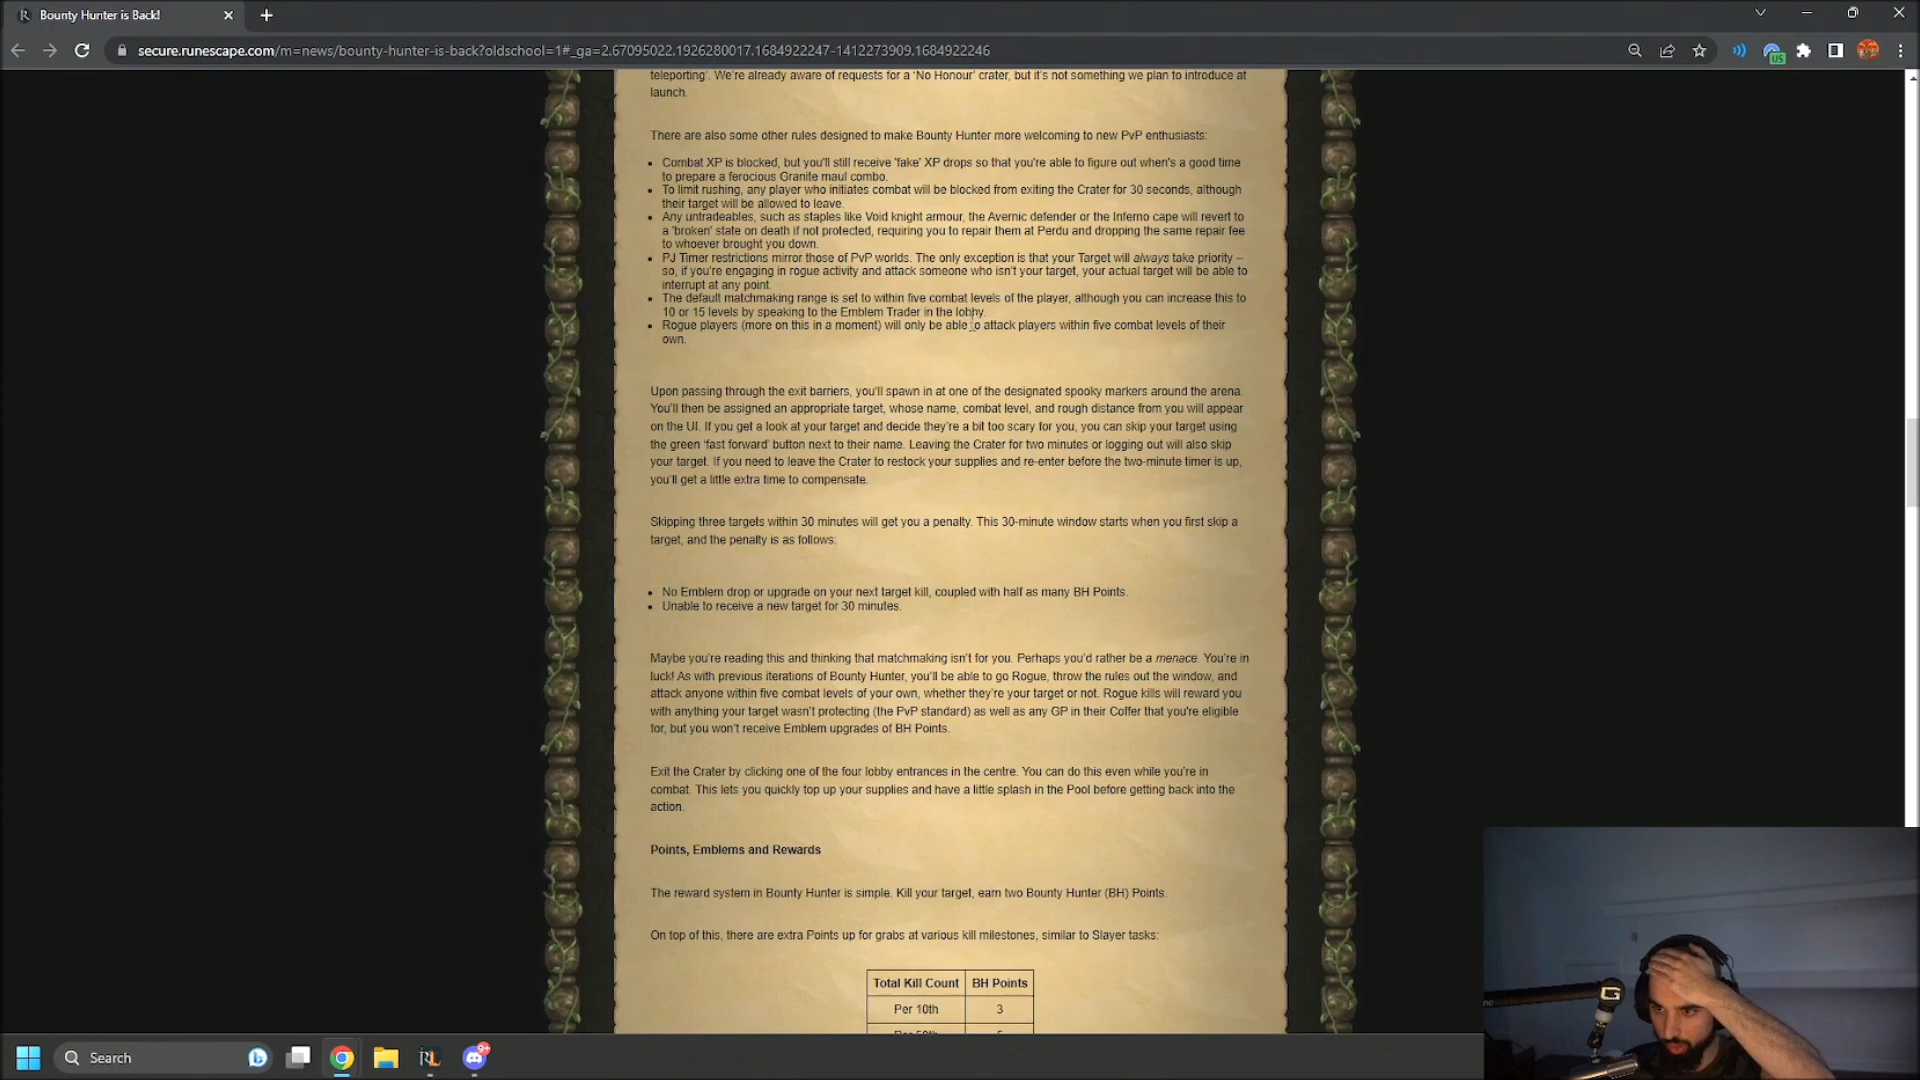 Bounty Hunter is Back!
secure.runescape.com/m=news/bounty-hunter-is-back?oldschool=1#_ga=2.67095022.1926280017.1684922247-1412273909.1684922246
US
teleporting'. We're already aware of requests for a 'No Honour' crater, but it's not something we plan to introduce at
launch.
There are also some other rules designed to make Bounty Hunter more welcoming to new PvP enthusiasts:
• Combat XP is blocked, but you'll still receive 'fake' XP drops so that you're able to figure out when's a good time
to prepare a ferocious Granite maul combo.
• To limit rushing, any player who initiates combat will be blocked from exiting the Crater for 30 seconds, although
their target will be allowed to leave.
• Any untradeables, such as staples like Void knight armour, the Avernic defender or the Inferno cape will revert to
a 'broken' state on death if not protected, requiring you to repair them at Perdu and dropping the same repair fee
to whoever brought you down.
• PJ Timer restrictions mirror those of PvP worlds. The only exception is that your Target will always take priority –
so, if you're engaging in rogue activity and attack someone who isn't your target, your actual target will be able to
interrupt at any point.
• The default matchmaking range is set to within five combat levels of the player, although you can increase this to
10 or 15 levels by speaking to the Emblem Trader in the lobby.
• Rogue players (more on this in a moment) will only be able to attack players within five combat levels of their
own.
Upon passing through the exit barriers, you'll spawn in at one of the designated spooky markers around the arena.
You'll then be assigned an appropriate target, whose name, combat level, and rough distance from you will appear
on the UI. If you get a look at your target and decide they're a bit too scary for you, you can skip your target using
the green 'fast forward' button next to their name. Leaving the Crater for two minutes or logging out will also skip
your target. If you need to leave the Crater to restock your supplies and re-enter before the two-minute timer is up,
you'll get a little extra time to compensate.
Skipping three targets within 30 minutes will get you a penalty. This 30-minute window starts when you first skip a
target, and the penalty is as follows:
• No Emblem drop or upgrade on your next target kill, coupled with half as many BH Points.
• Unable to receive a new target for 30 minutes.
Maybe you're reading this and thinking that matchmaking isn't for you. Perhaps you'd rather be a menace. You're in
luck! As with previous iterations of Bounty Hunter, you'll be able to go Rogue, throw the rules out the window, and
attack anyone within five combat levels of your own, whether they're your target or not. Rogue kills will reward you
with anything your target wasn't protecting (the PvP standard) as well as any GP in their Coffer that you're eligible
for, but you won't receive Emblem upgrades of BH Points.
Exit the Crater by clicking one of the four lobby entrances in the centre. You can do this even while you're in
combat. This lets you quickly top up your supplies and have a little splash in the Pool before getting back into the
action.
Points, Emblems and Rewards
The reward system in Bounty Hunter is simple. Kill your target, earn two Bounty Hunter (BH) Points.
On top of this, there are extra Points up for grabs at various kill milestones, similar to Slayer tasks:
Total Kill Count BH Points
Per 10th 3
Search